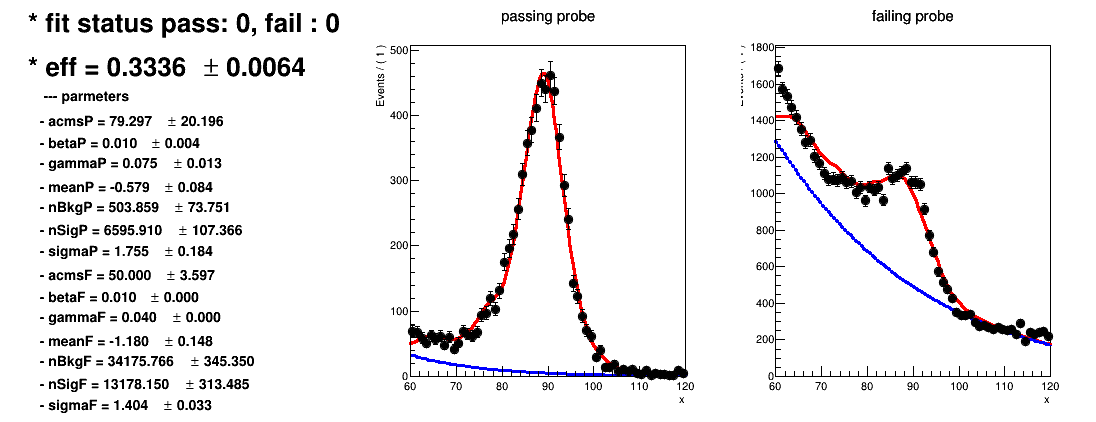 * fit status pass: 0, fail : 0
* eff = 0.3336 ± 0.0064
--- parmeters
- acmsP = 79.297 ± 20.196
- betaP = 0.010 ± 0.004
- gammaP = 0.075 ± 0.013
- meanP = -0.579 ± 0.084
- nBkgP = 503.859 ± 73.751
- nSigP = 6595.910 ± 107.366
- sigmaP = 1.755 ± 0.184
- acmsF = 50.000 ± 3.597
- betaF = 0.010 ± 0.000
- gammaF = 0.040 ± 0.000
- meanF = -1.180 ± 0.148
- nBkgF = 34175.766 ± 345.350
- nSigF = 13178.150 ± 313.485
- sigmaF = 1.404 ± 0.033
passing probe
Events / ( 1 )
500
400
300
200
100
0
60 70 80 90 100 110 120
x
failing probe
1800
1600
1400
1200
1000
800
600
400
200
0
60 70 80 90 100 110 120
x